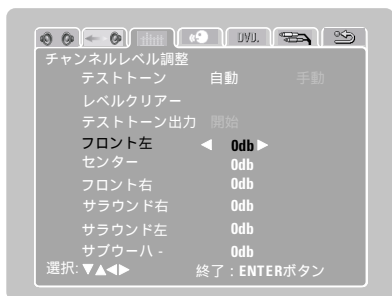 DVD.
チャンネルレベル調整
テストトーン 自動 手動
レベルクリアー
テストトーン出力 開始
フロント左 ◀ 0db ▶
センター 0db
フロント右 0db
サラウンド右 0db
サラウンド左 0db
サブウーハ - 0db
選択: ▼▲◀▶ 終了：ENTERボタン